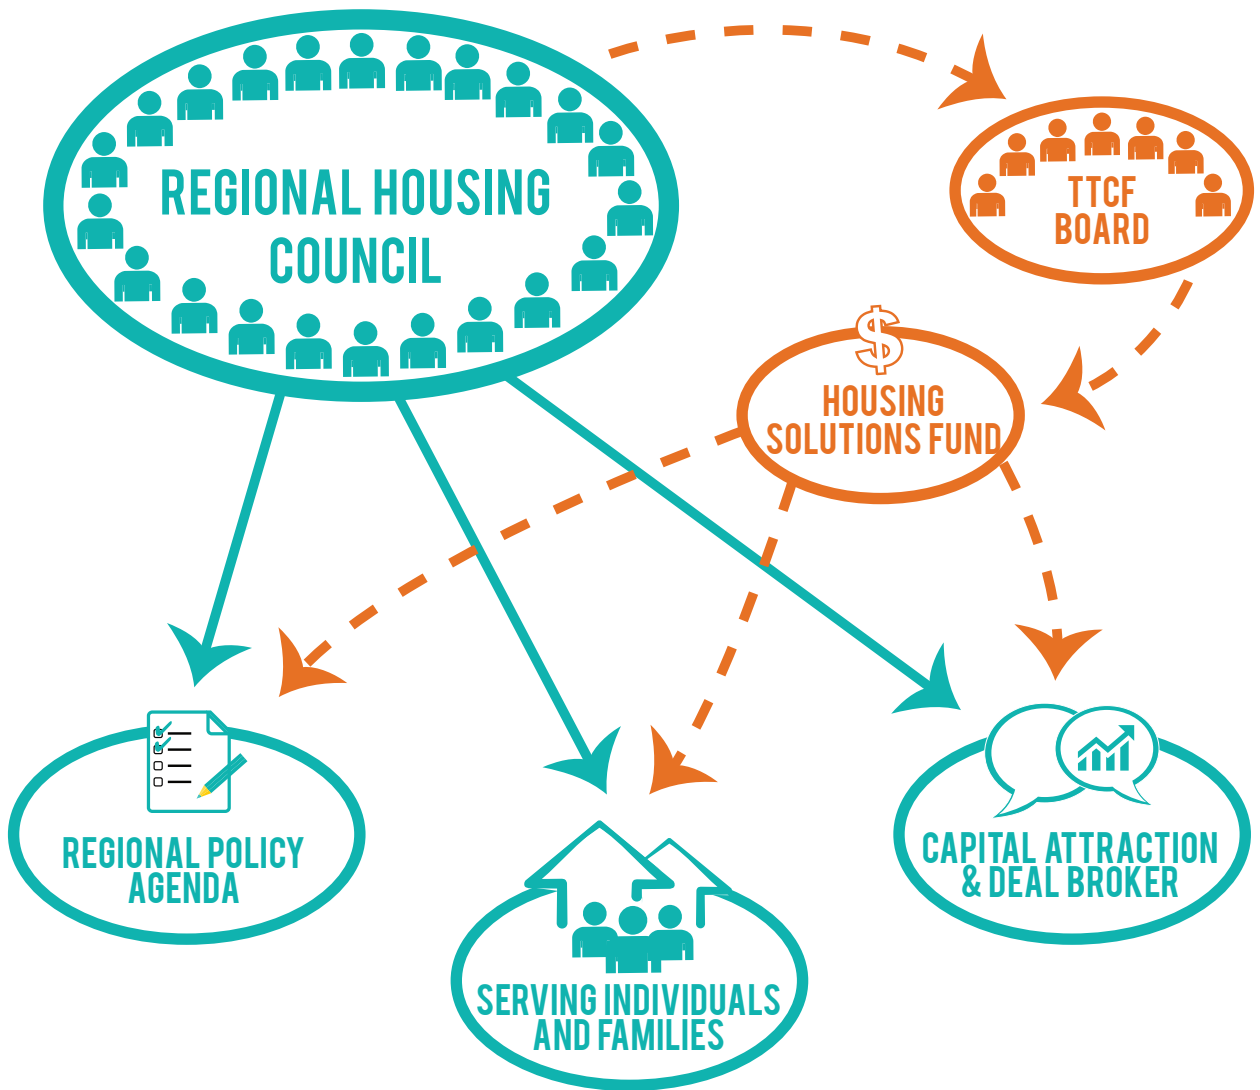 REGIONAL HOUSING
COUNCIL
TTCF
BOARD
$
HOUSING
SOLUTIONS FUND
REGIONAL POLICY
AGENDA
CAPITAL ATTRACTION
& DEAL BROKER
SERVING INDIVIDUALS
AND FAMILIES